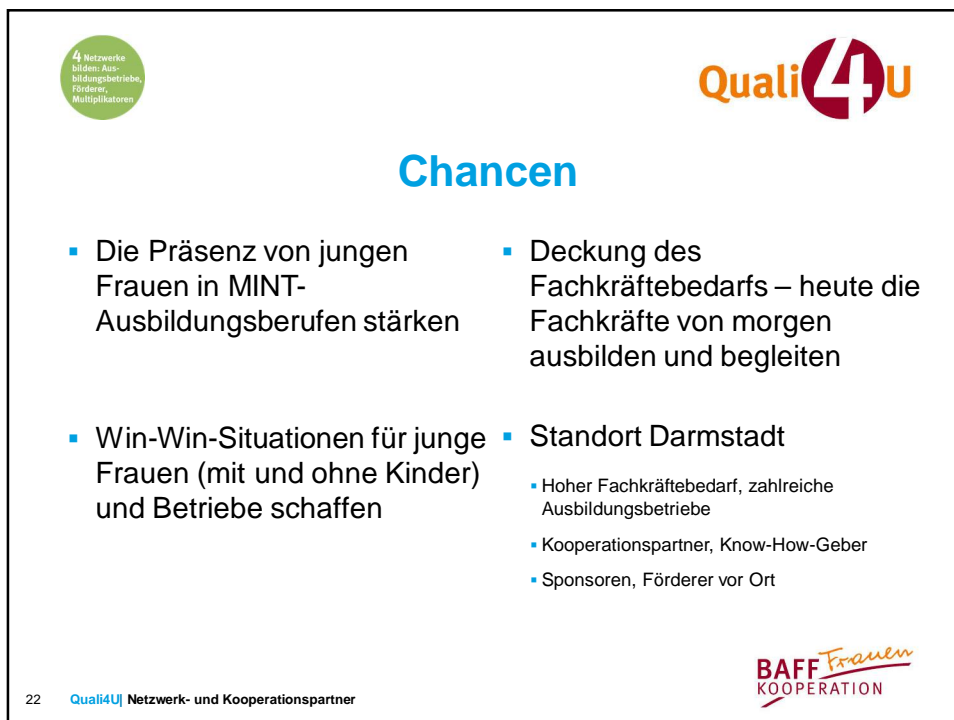 4 Netzwerke
bilden: Aus-
bildungsbetriebe,
Förderer,
Multiplikatoren
Quali4U
Chancen
▪ Die Präsenz von jungen
Frauen in MINT-
Ausbildungsberufen stärken
▪ Win-Win-Situationen für junge
Frauen (mit und ohne Kinder)
und Betriebe schaffen
▪ Deckung des
Fachkräftebedarfs – heute die
Fachkräfte von morgen
ausbilden und begleiten
▪ Standort Darmstadt
▪ Hoher Fachkräftebedarf, zahlreiche
Ausbildungsbetriebe
▪ Kooperationspartner, Know-How-Geber
▪ Sponsoren, Förderer vor Ort
BAFF Frauen
KOOPERATION
22 Quali4U| Netzwerk- und Kooperationspartner